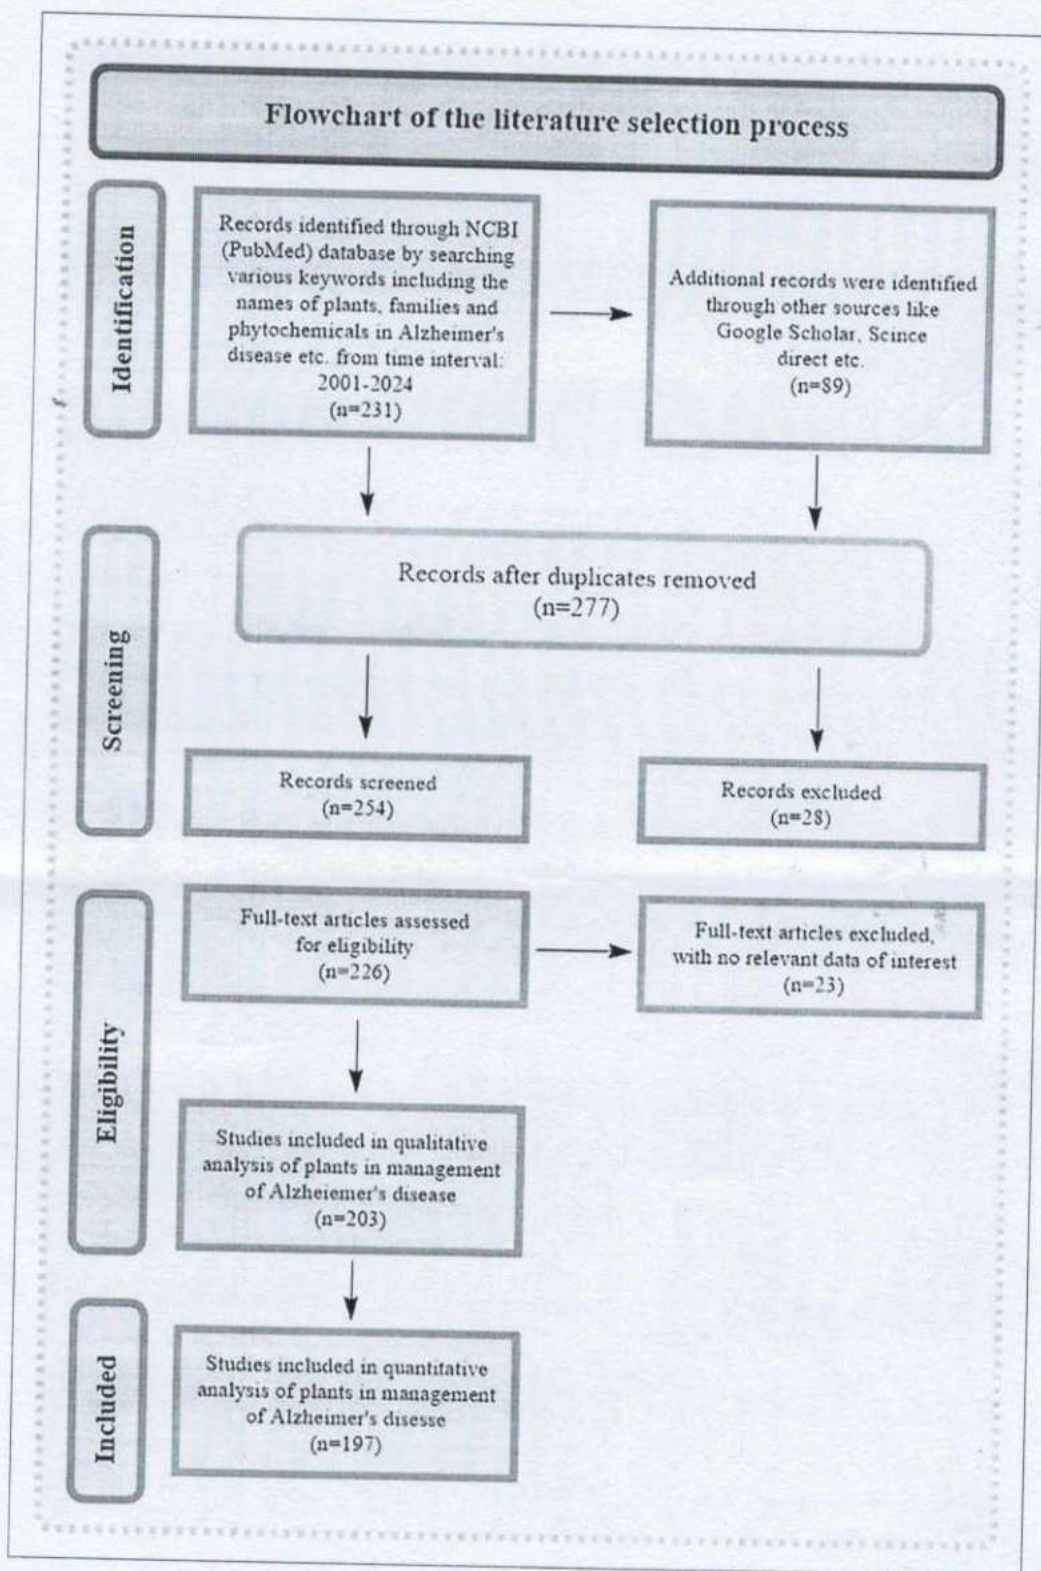 Flowchart of the literature selection process
Identification
Records identified through NCBI
(PubMed) database by searching
various keywords including the
names of plants, families and
phytochemicals in Alzheimer's
disease etc. from time interval:
2001-2024
(n=231)
Additional records were identified
through other sources like
Google Scholar, Scince
direct etc.
(n=89)
Screening
Records after duplicates removed
(n=277)
Records screened
(n=254)
Records excluded
(n=28)
Eligibility
Full-text articles assessed
for eligibility
(n=226)
Full-text articles excluded,
with no relevant data of interest
(n=23)
Studies included in qualitative
analysis of plants in management
of Alzheiemer's disease
(n=203)
Included
Studies included in quantitative
analysis of plants in management
of Alzheimer's disesse
(n=197)